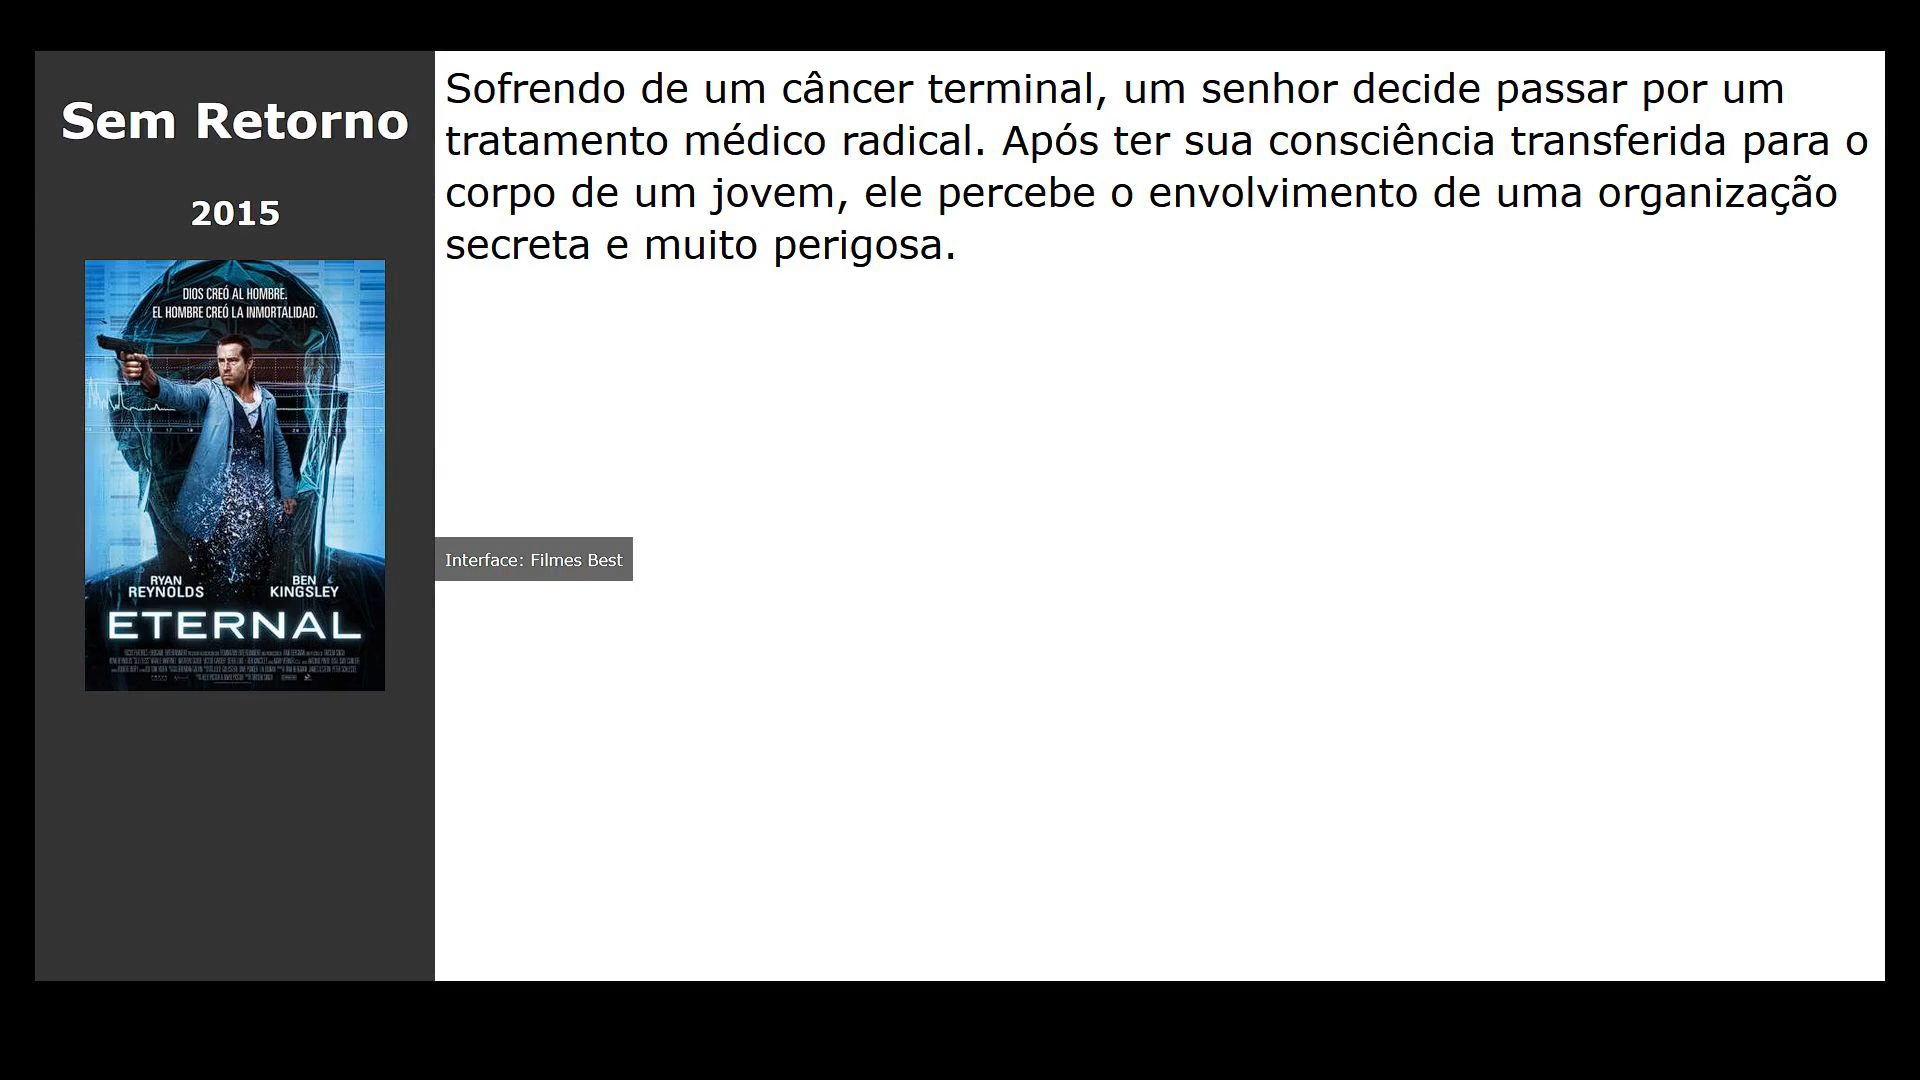 Sem Retorno
2015
DIOS CREÓ AL HOMBRE.
EL HOMBRE CREÓ LA INMORTALIDAD.
RYAN REYNOLDS
BEN KINGSLEY
ETERNAL
Sofrendo de um câncer terminal, um senhor decide passar por um
tratamento médico radical. Após ter sua consciência transferida para o
corpo de um jovem, ele percebe o envolvimento de uma organização
secreta e muito perigosa.
Interface: Filmes Best